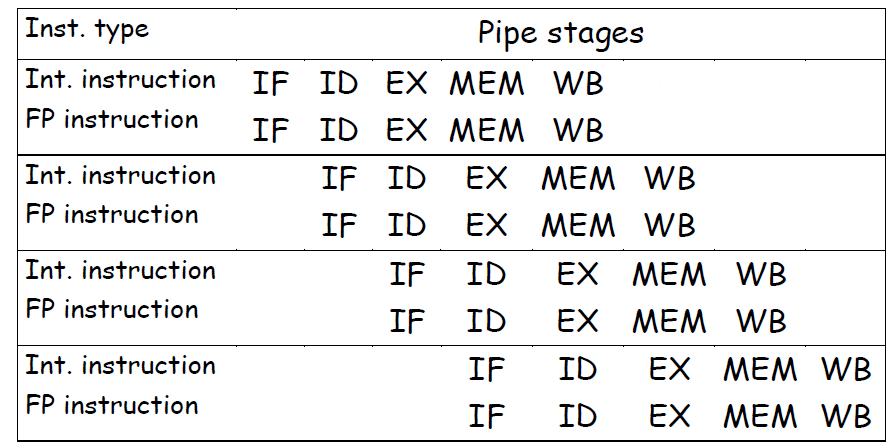 Inst. type Pipe stages
Int. instruction IF ID EX MEM WB
FP instruction IF ID EX MEM WB
Int. instruction IF ID EX MEM WB
FP instruction IF ID EX MEM WB
Int. instruction IF ID EX MEM WB
FP instruction IF ID EX MEM WB
Int. instruction IF ID EX MEM WB
FP instruction IF ID EX MEM WB